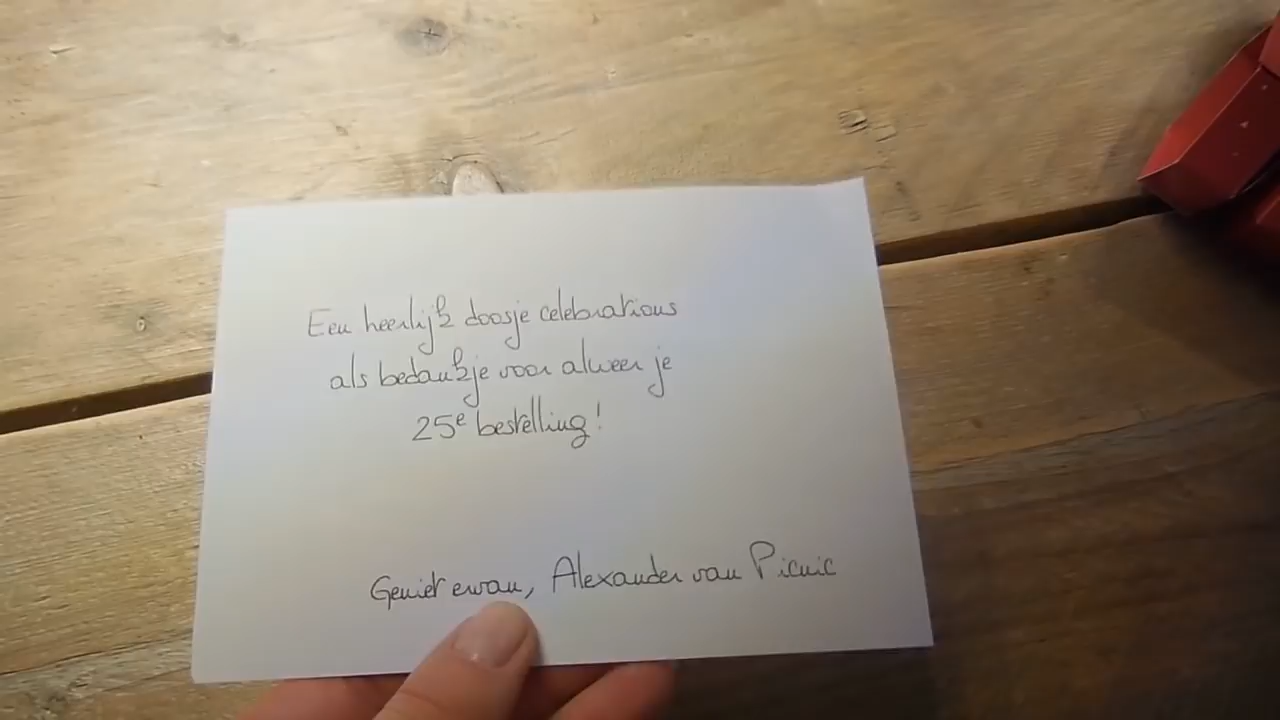 Een heerlijk doosje celebrations
als bedankje voor alweer je
25e bestelling!
Geniet ervan, Alexander van Picnic